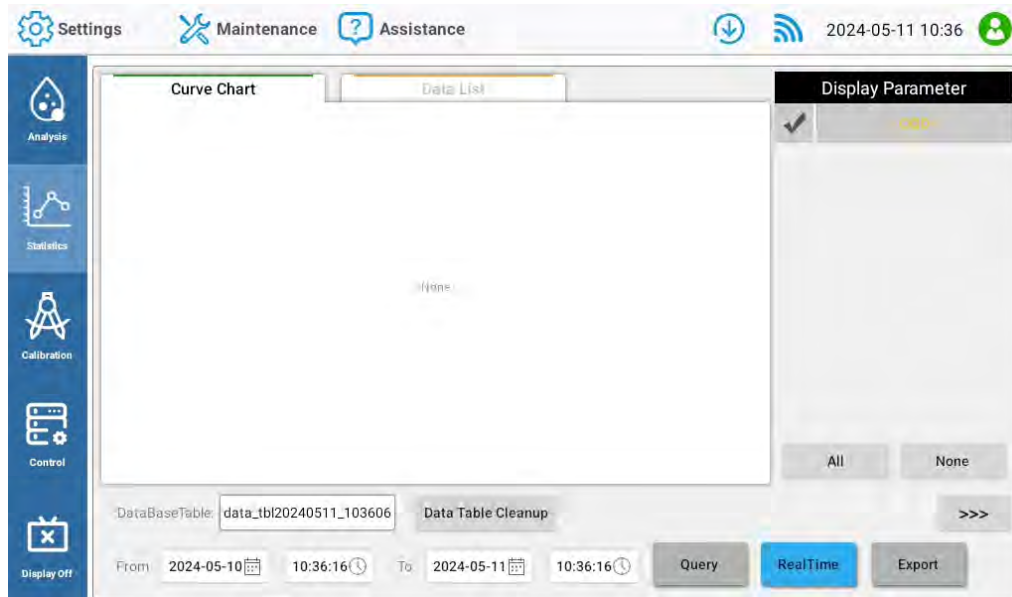 Settings Maintenance Assistance 2024-05-11 10:36
Analysis
Statistics
Calibration
Control
Display Off
Curve Chart Data List
None
Display Parameter
All None
DataBaseTable: data_tbl20240511_103606 Data Table Cleanup >>>
From 2024-05-10 10:36:16 To 2024-05-11 10:36:16 Query RealTime Export